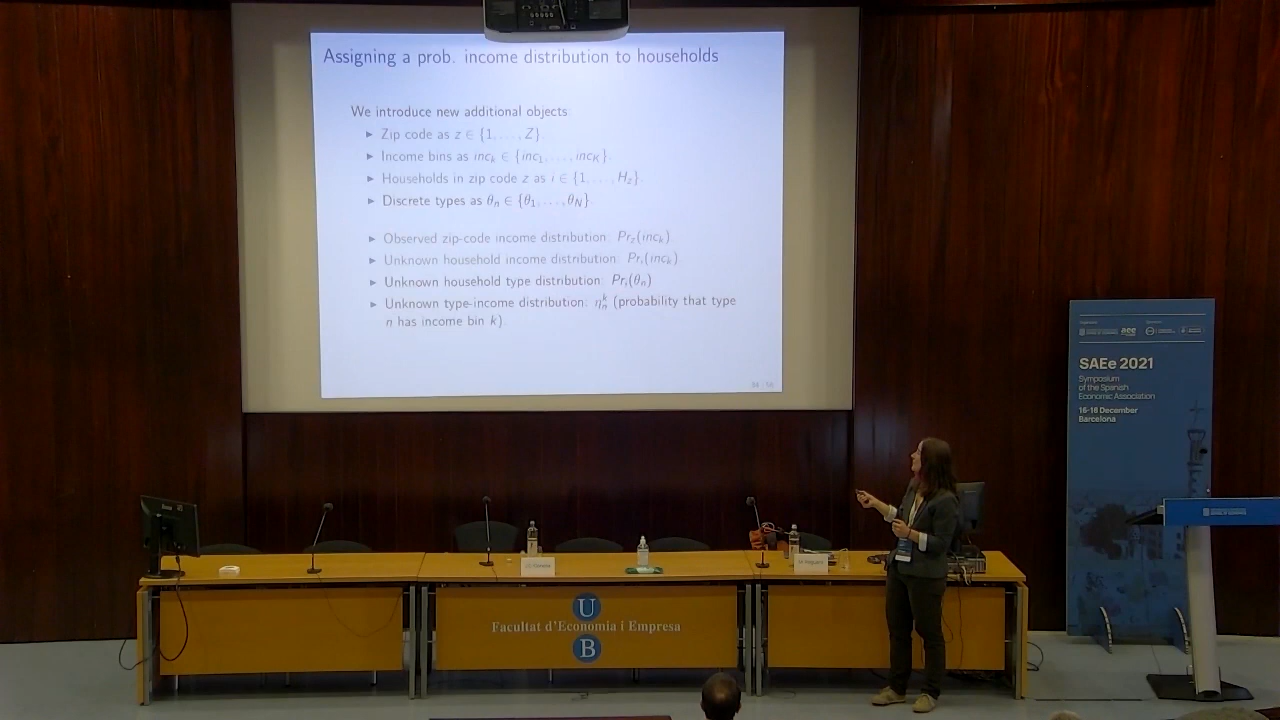 Assigning a prob. income distribution to households
We introduce new additional objects:
▶ Zip code as z ∈ {1, . . . , Z}.
▶ Income bins as inc_k ∈ {inc_1, . . . , inc_K}.
▶ Households in zip code z as i ∈ {1, . . . , H_z}.
▶ Discrete types as θ_n ∈ {θ_1, . . . , θ_N}.
▶ Observed zip-code income distribution: Pr_z(inc_k).
▶ Unknown household income distribution: Pr_i(inc_k).
▶ Unknown household type distribution: Pr_i(θ_n)
▶ Unknown type-income distribution: η_n^k (probability that type
n has income bin k)
SAEe 2021
Symposium
of the Spanish
Economic Association
16-18 December
Barcelona
U
Facultat d'Economia i Empresa
B